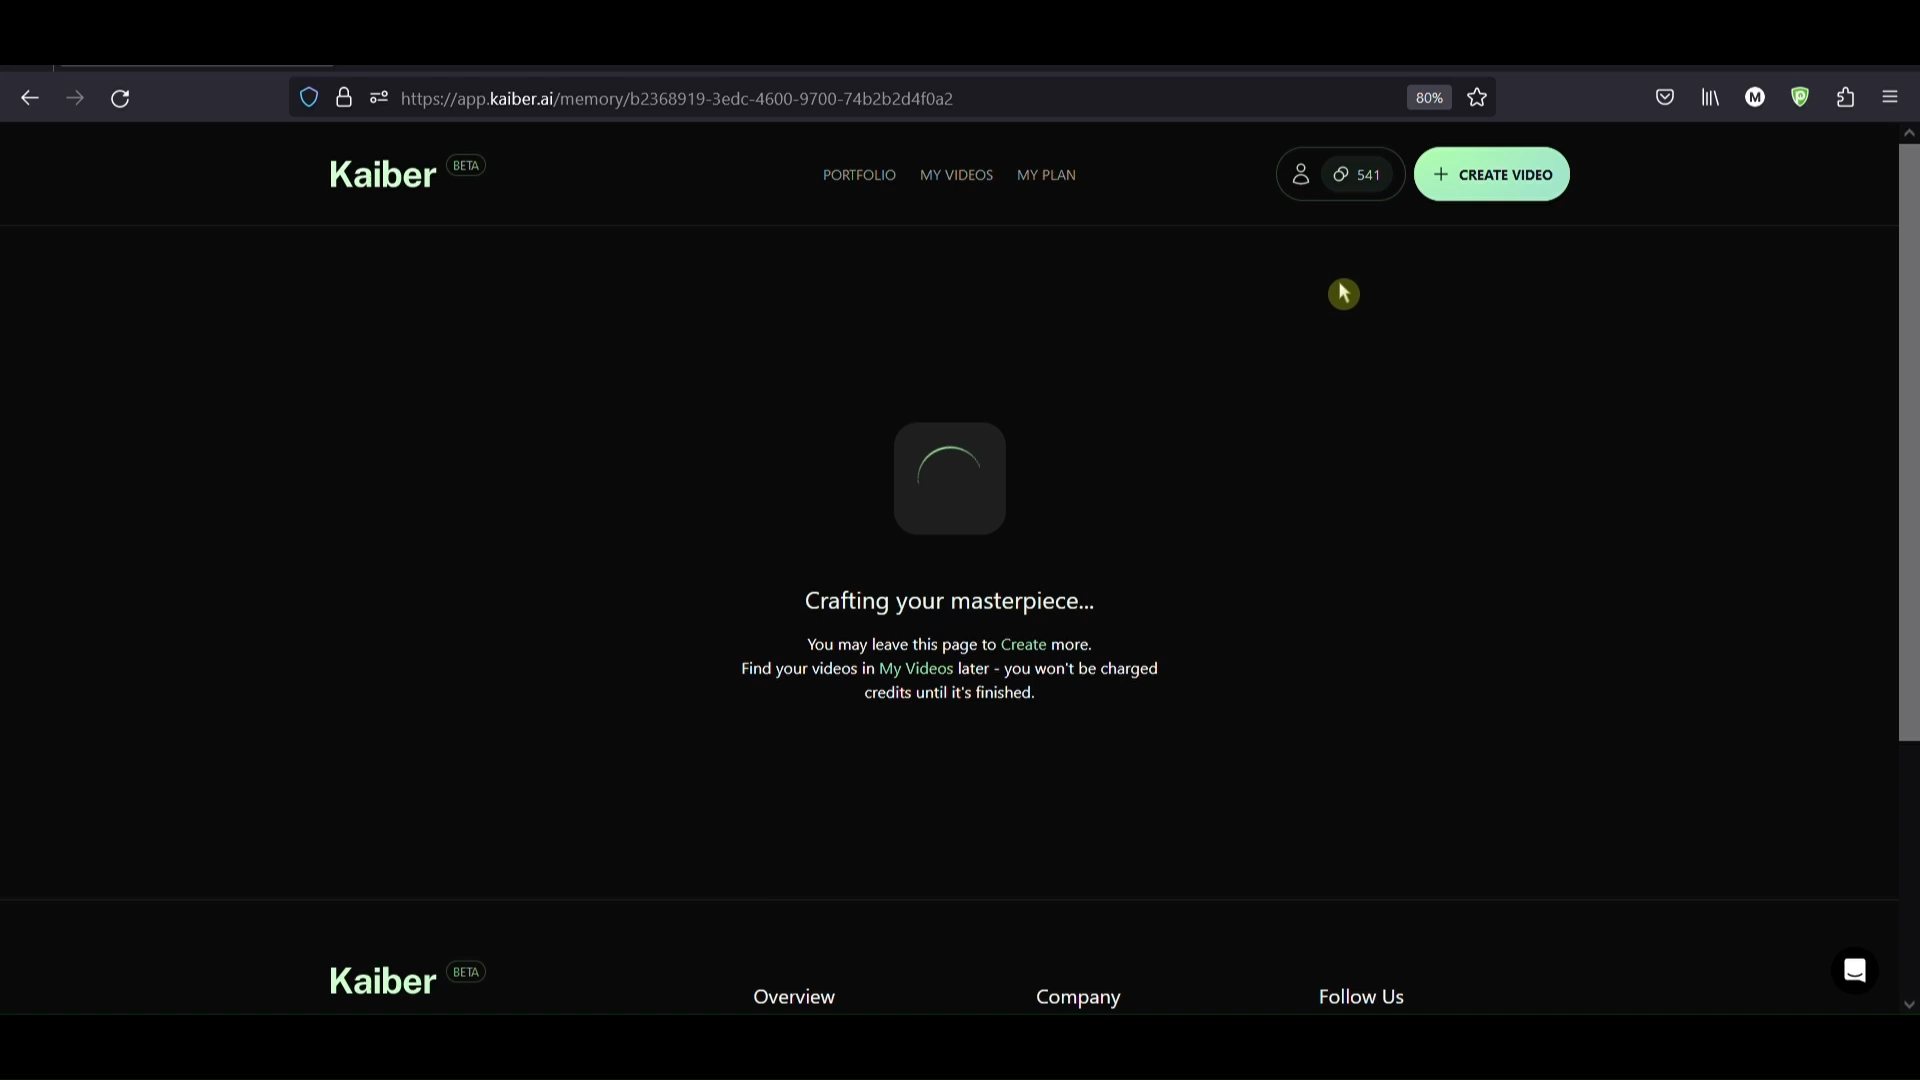 https://app.kaiber.ai/memory/b2368919-3edc-4600-9700-74b2b2d4f0a2
80%
M
Kaiber BETA
PORTFOLIO MY VIDEOS MY PLAN
541
+ CREATE VIDEO
Crafting your masterpiece...
You may leave this page to Create more.
Find your videos in My Videos later - you won't be charged
credits until it's finished.
Kaiber BETA
Overview
Company
Follow Us